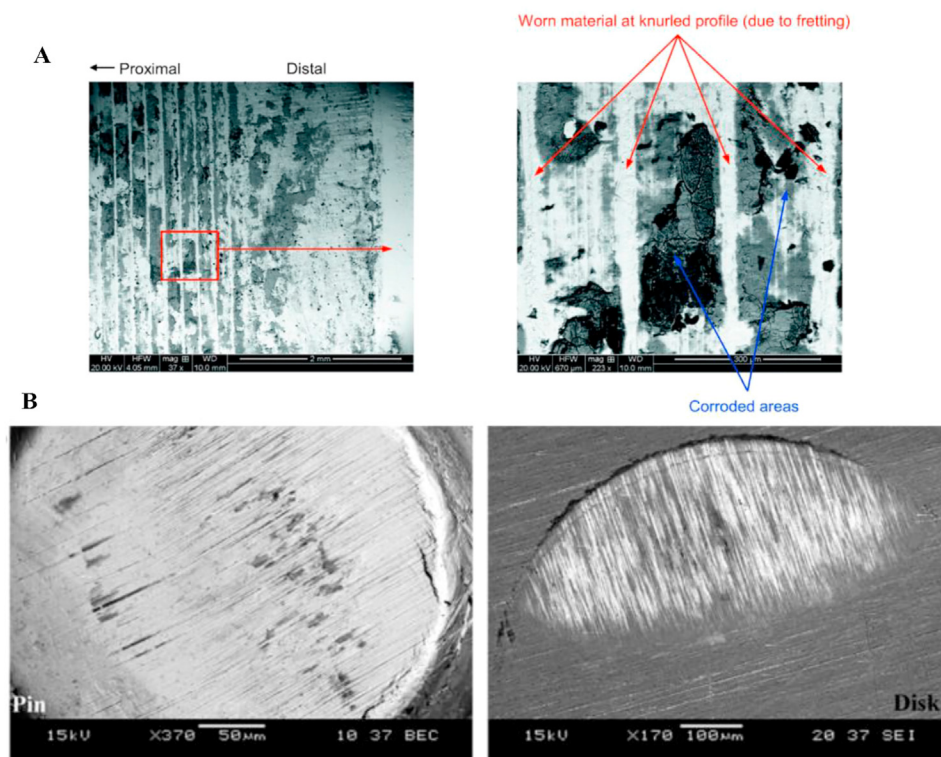 Worn material at knurled profile (due to fretting)
A
Proximal Distal
HV HFW mag WD 2 mm
20.00 kV 4.05 mm 37 x 10.0 mm
HV HFW mag WD 300 µm
20.00 kV 670 µm 223 x 10.0 mm
Corroded areas
B
Pin
15kV X370 50µm 10 37 BEC
Disk
15kV X170 100µm 20 37 SEI